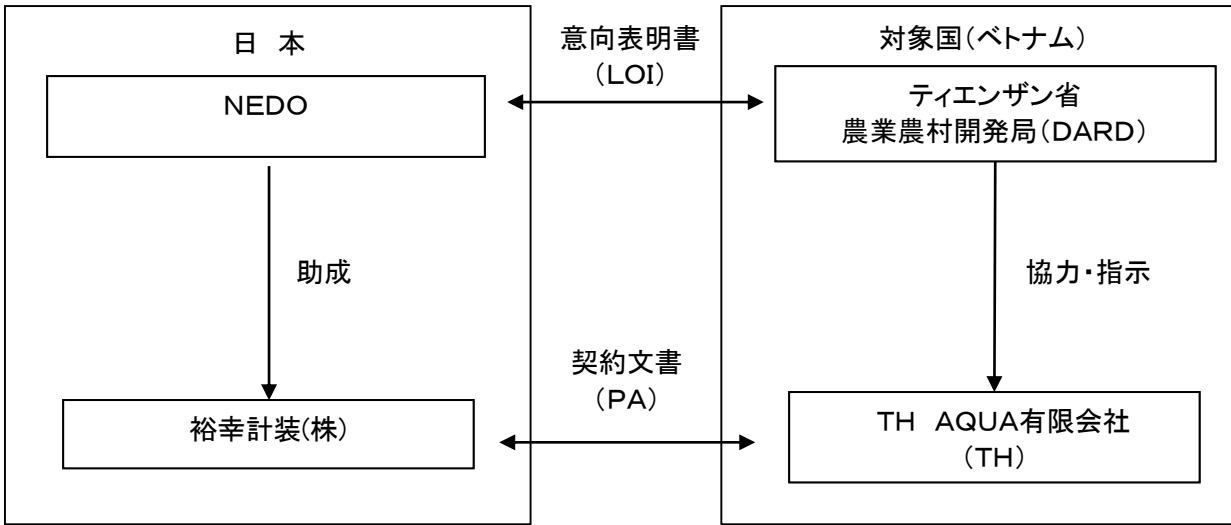 日　本
意向表明書
（ＬＯＩ）
対象国（ベトナム）
ＮＥＤＯ
ティエンザン省
農業農村開発局（ＤＡＲＤ）
助成
協力・指示
契約文書
（ＰＡ）
裕幸計装(株)
ＴＨ　ＡＱＵＡ有限会社
（ＴＨ）